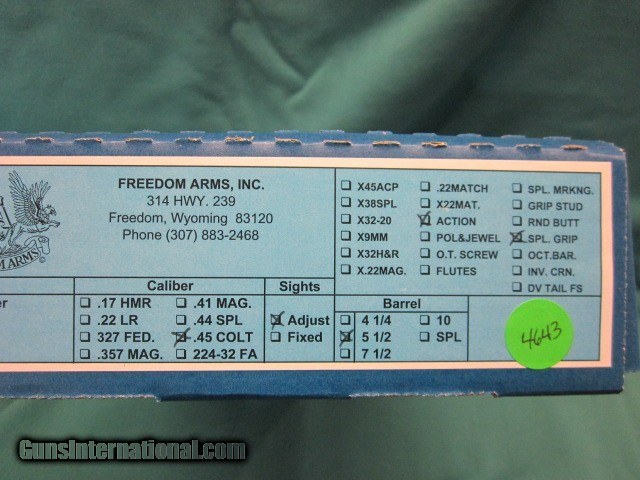 FREEDOM ARMS, INC.
314 HWY. 239
Freedom, Wyoming 83120
Phone (307) 883-2468
M ARMS
X45ACP
X38SPL
X32-20
X9MM
X32H&R
X.22MAG.
.22MATCH
X22MAT.
ACTION
POL&JEWEL
O.T. SCREW
FLUTES
SPL. MRKNG.
GRIP STUD
RND BUTT
SPL. GRIP
OCT.BAR.
INV. CRN.
DV TAIL FS
er
Caliber
.17 HMR
.22 LR
327 FED.
.357 MAG.
.41 MAG.
.44 SPL
.45 COLT
224-32 FA
Sights
Adjust
Fixed
Barrel
4 1/4
5 1/2
7 1/2
10
SPL
4643
GunsInternational.com